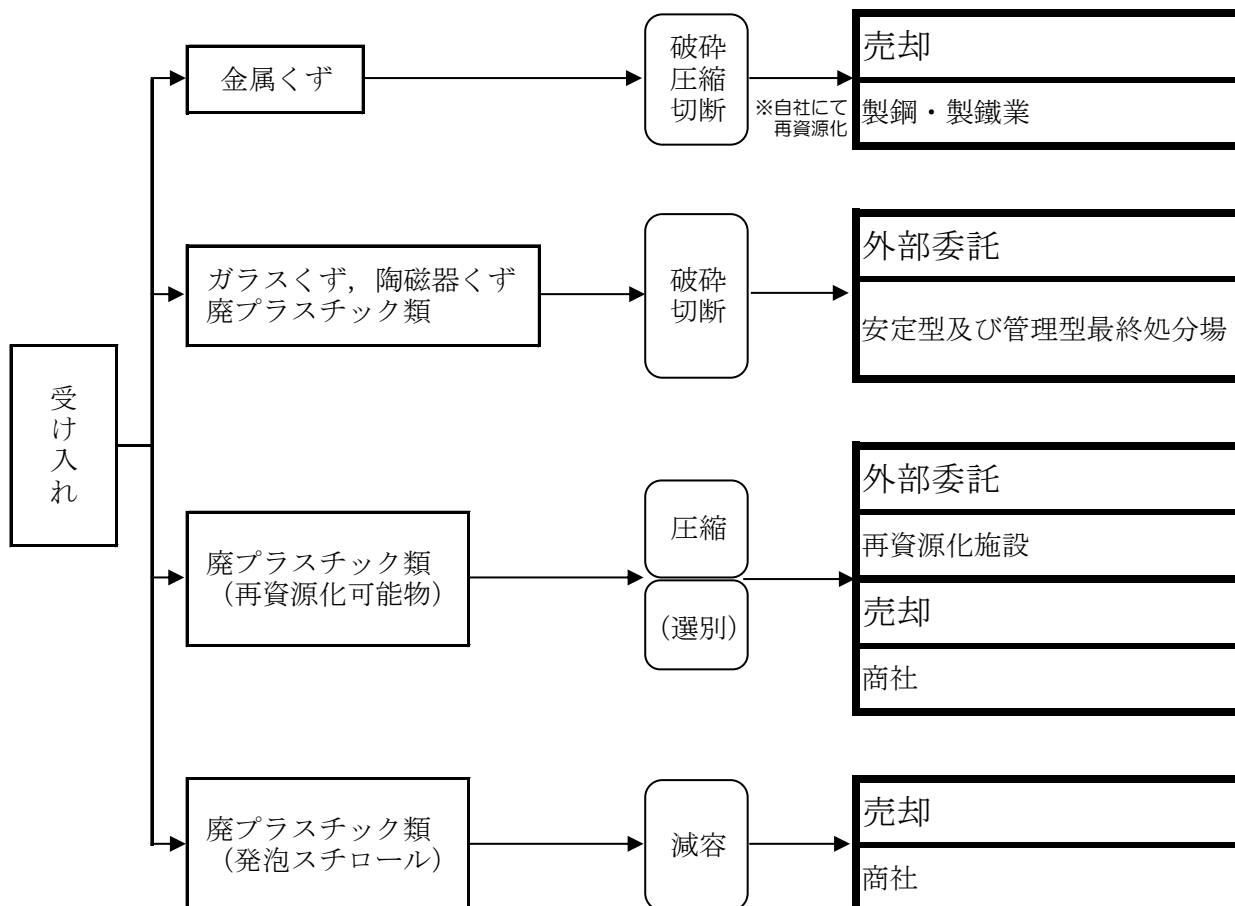 受け入れ
金属くず
破砕
圧縮
切断
※自社にて
再資源化
売却
製鋼・製鐵業
ガラスくず，陶磁器くず
廃プラスチック類
破砕
切断
外部委託
安定型及び管理型最終処分場
廃プラスチック類
（再資源化可能物）
圧縮
（選別）
外部委託
再資源化施設
売却
商社
廃プラスチック類
（発泡スチロール）
減容
売却
商社